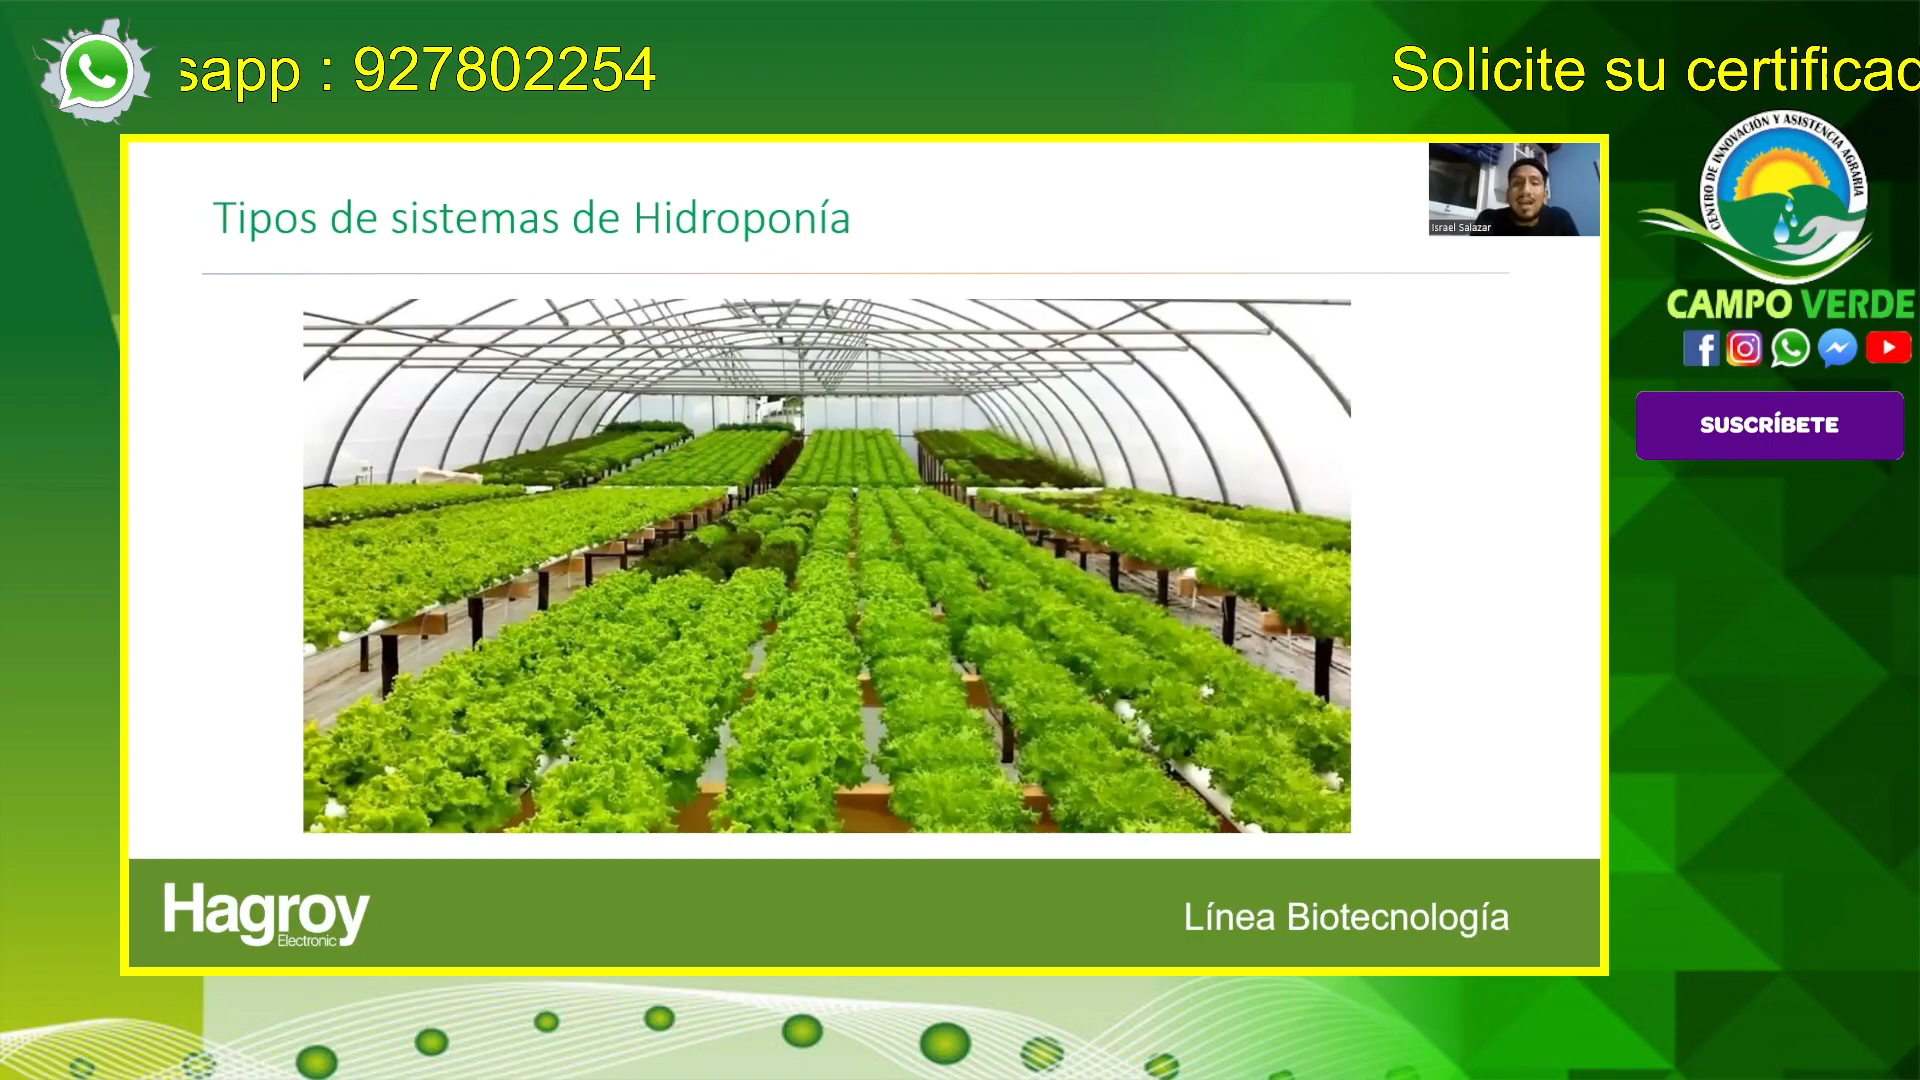 sapp : 927802254
Solicite su certificad
CENTRO DE INNOVACIÓN Y ASISTENCIA AGRARIA
CAMPO VERDE
SUSCRÍBETE
Tipos de sistemas de Hidroponía
Israel Salazar
Hagroy
Electronic
Línea Biotecnología